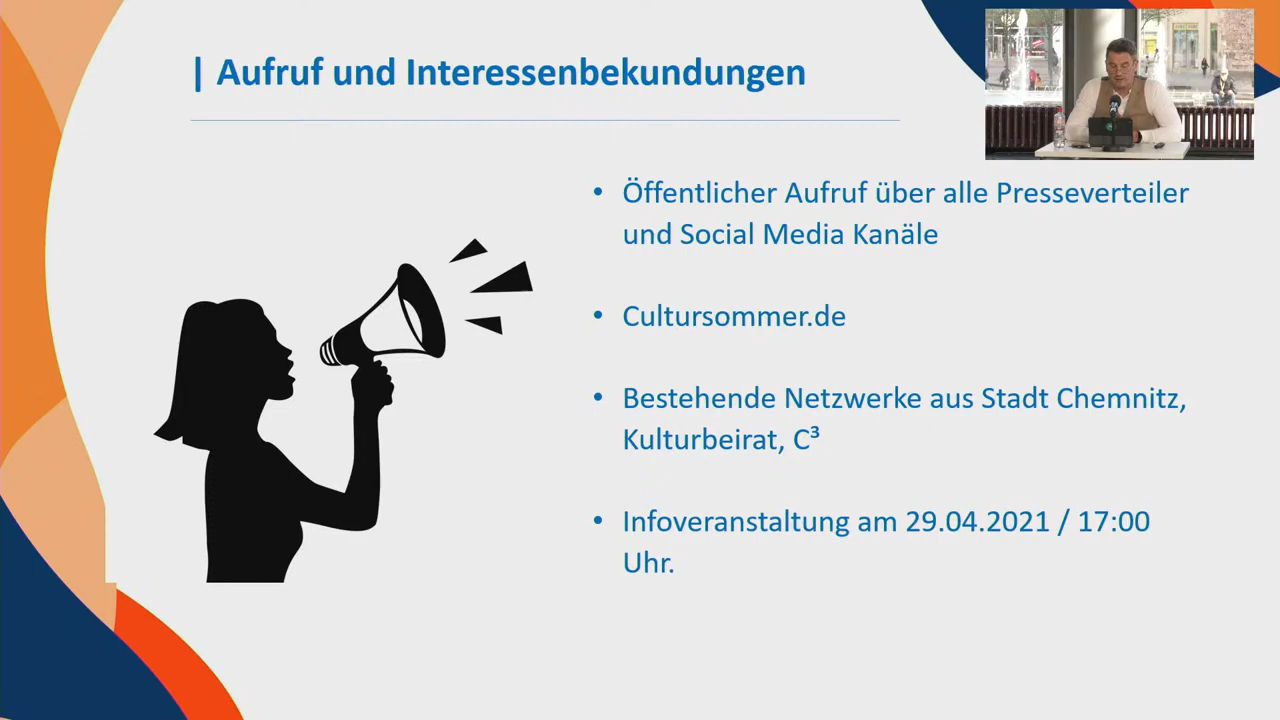 | Aufruf und Interessenbekundungen
• Öffentlicher Aufruf über alle Presseverteiler
und Social Media Kanäle
• Cultursommer.de
• Bestehende Netzwerke aus Stadt Chemnitz,
Kulturbeirat, C³
• Infoveranstaltung am 29.04.2021 / 17:00
Uhr.